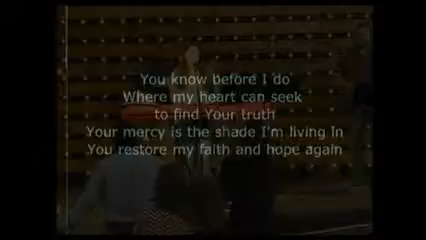 You know before I do
Where my heart can seek
to find Your truth
Your mercy is the shade I'm living in
You restore my faith and hope again